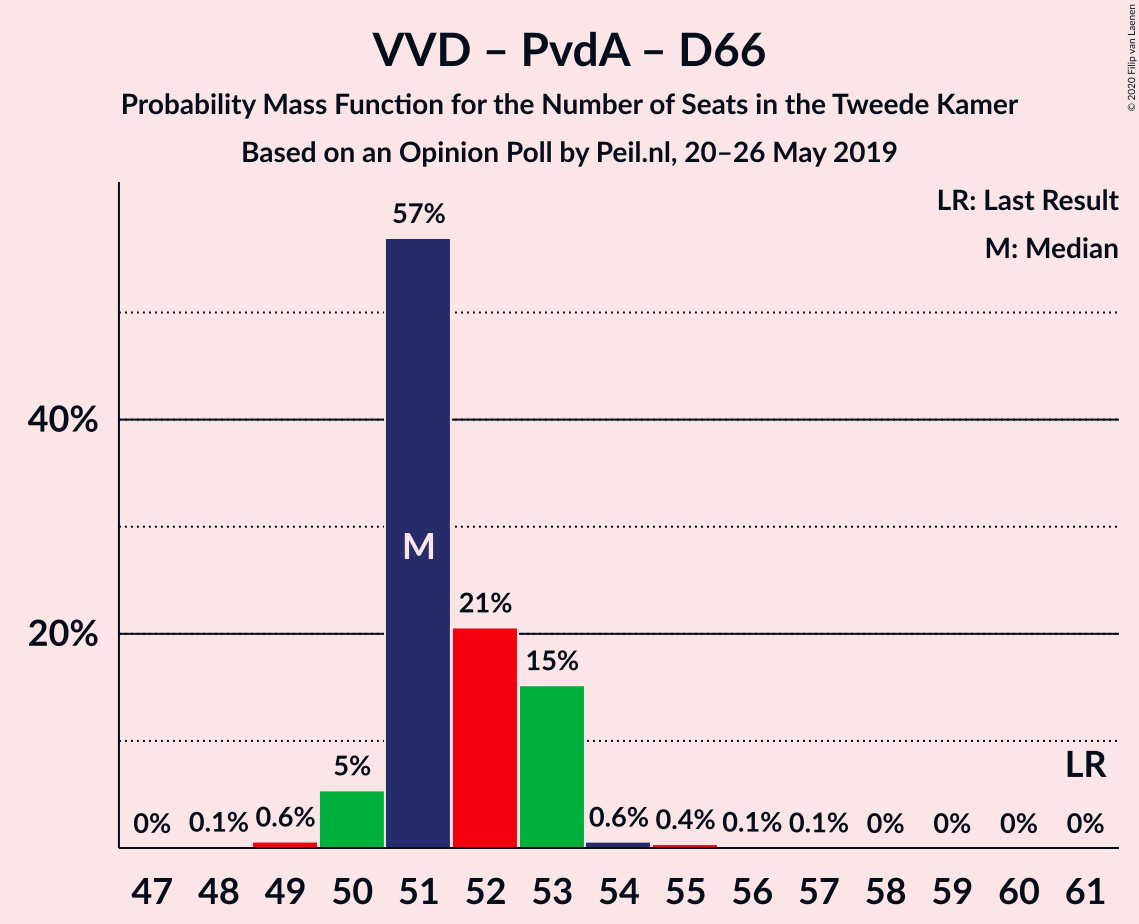 VVD – PvdA – D66
Probability Mass Function for the Number of Seats in the Tweede Kamer
Based on an Opinion Poll by Peil.nl, 20–26 May 2019
© 2020 Filip van Laenen
LR: Last Result
M: Median
57%
40%
M
21%
20%
15%
LR
5%
0% 0.1% 0.6% 0.6% 0.4% 0.1% 0.1% 0% 0% 0% 0%
47 48 49 50 51 52 53 54 55 56 57 58 59 60 61